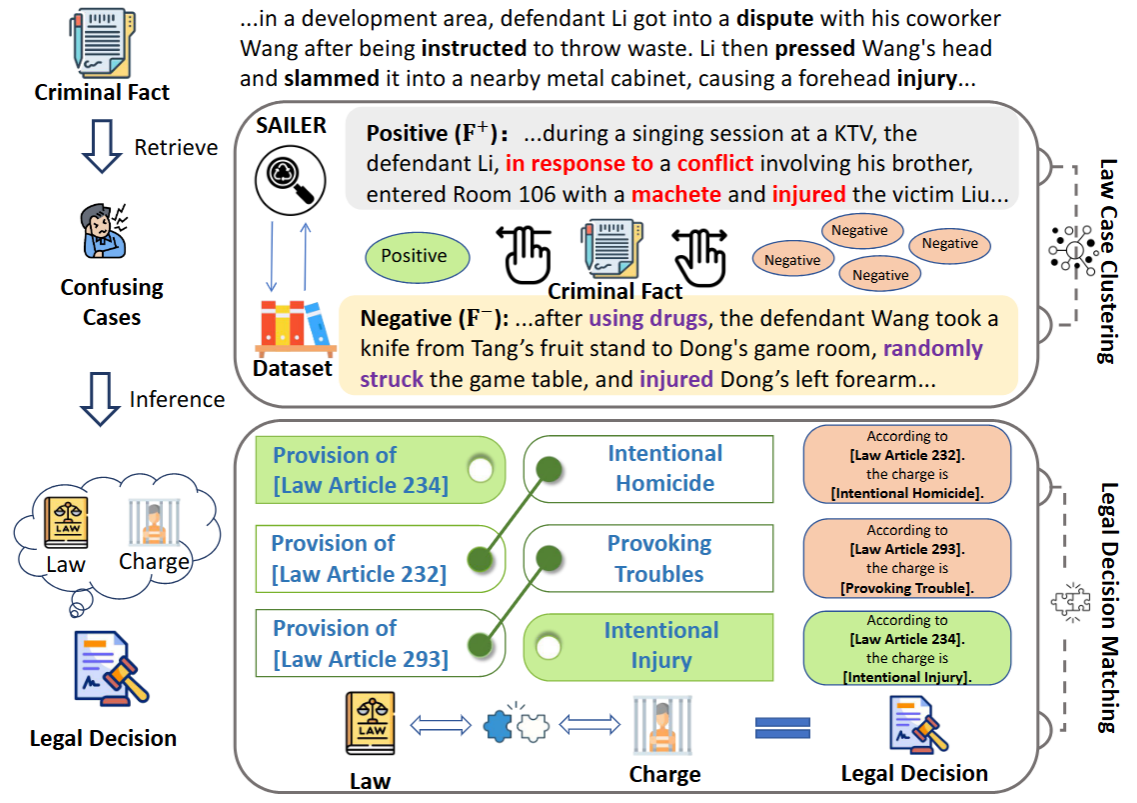 ...in a development area, defendant Li got into a dispute with his coworker
Wang after being instructed to throw waste. Li then pressed Wang's head
and slammed it into a nearby metal cabinet, causing a forehead injury...
Criminal Fact
Retrieve
Confusing
Cases
Inference
Law
Charge
Legal Decision
SAILER
Dataset
Positive (F+): ...during a singing session at a KTV, the
defendant Li, in response to a conflict involving his brother,
entered Room 106 with a machete and injured the victim Liu...
Positive
Criminal Fact
Negative
Negative
Negative
Negative
Negative (F−): ...after using drugs, the defendant Wang took a
knife from Tang’s fruit stand to Dong's game room, randomly
struck the game table, and injured Dong’s left forearm...
Law Case Clustering
Provision of
[Law Article 234]
Intentional
Homicide
According to
[Law Article 232].
the charge is
[Intentional Homicide].
Provision of
[Law Article 232]
Provoking
Troubles
According to
[Law Article 293].
the charge is
[Provoking Trouble].
Provision of
[Law Article 293]
Intentional
Injury
According to
[Law Article 234].
the charge is
[Intentional Injury].
LAW
LAW
Law
Charge
Legal Decision
Legal Decision Matching